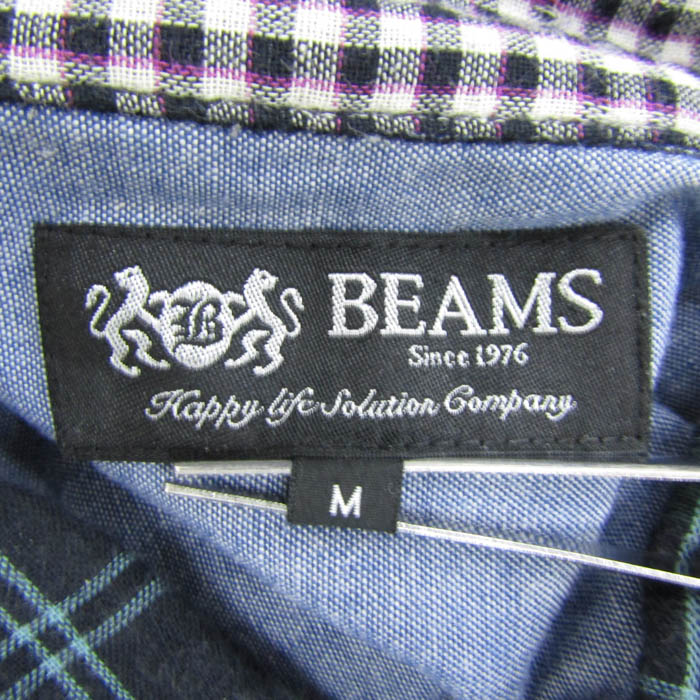 B
BEAMS
Since 1976
Happy life Solution Company
M